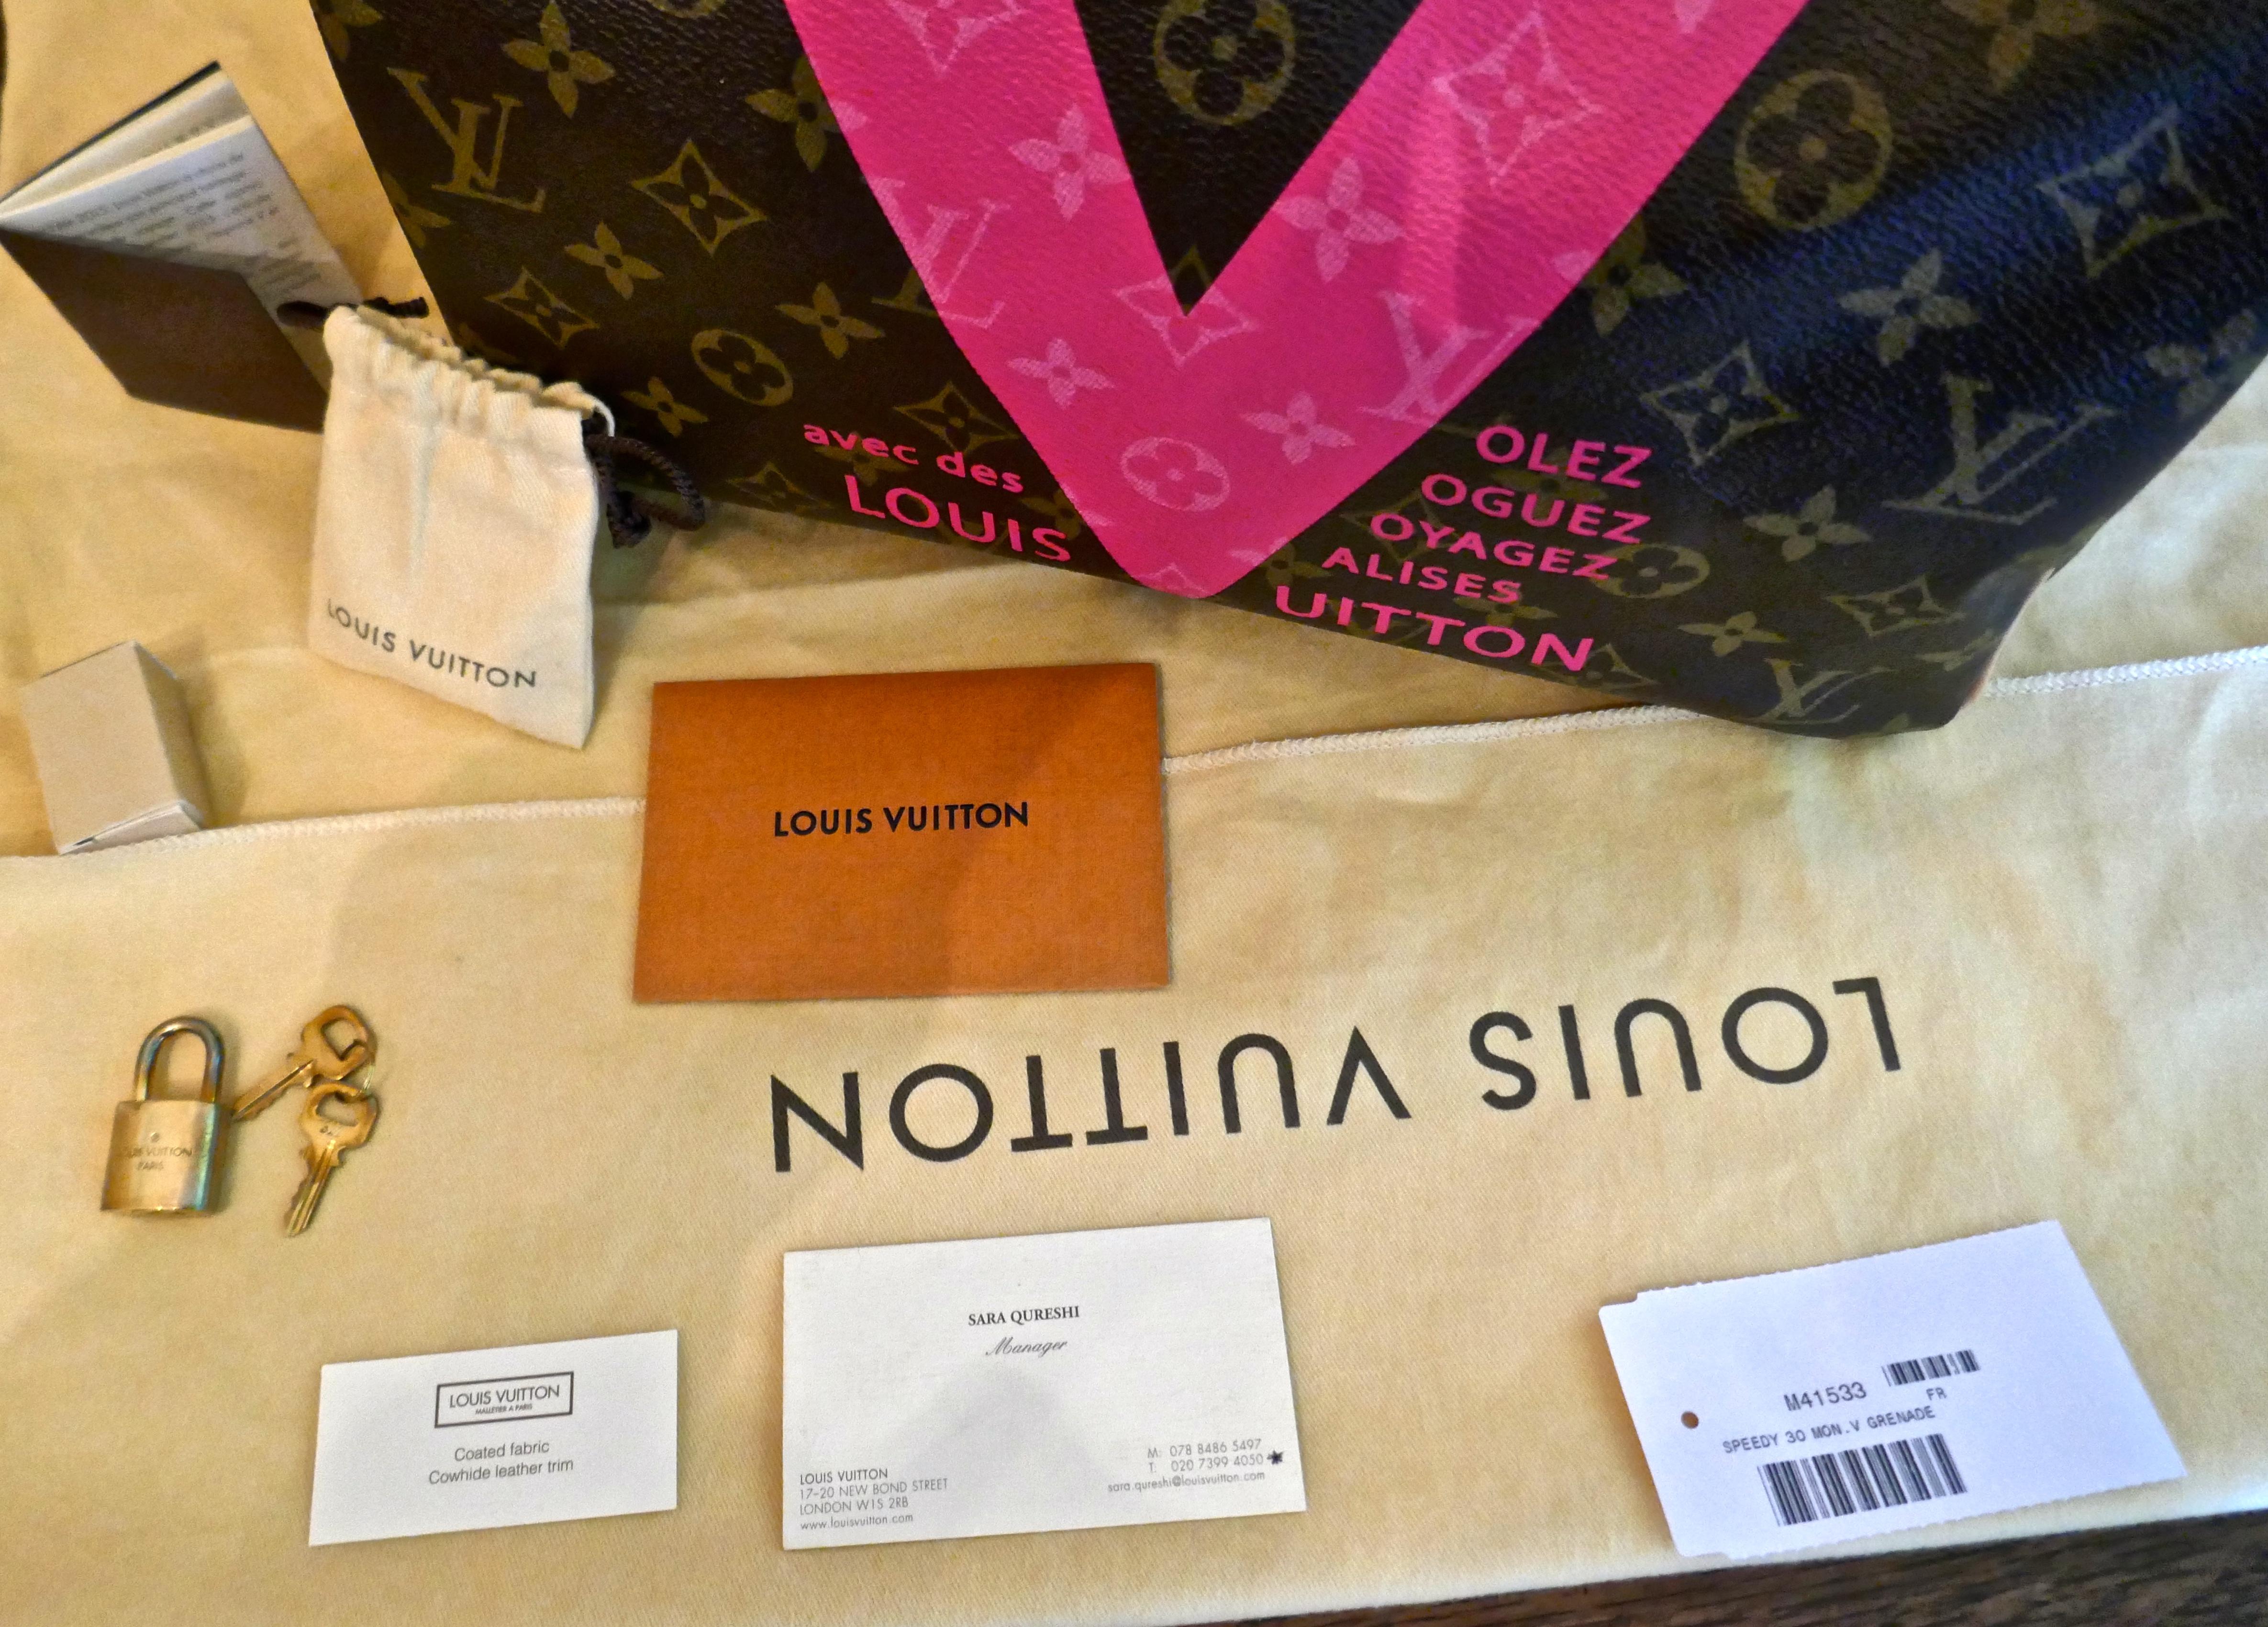 avec des
LOUIS
OLEZ
OGUEZ
OYAGEZ
ALISES
UITTON
LOUIS VUITTON
LOUIS VUITTON
LOUIS VUITTON
LOUIS VUITTON
PARIS
LOUIS VUITTON
MALLETIER A PARIS
Coated fabric
Cowhide leather trim
SARA QURESHI
Manager
LOUIS VUITTON
17–20 NEW BOND STREET
LONDON W1S 2RB
www.louisvuitton.com
M: 078 8486 5497
T: 020 7399 4050
sara.qureshi@louisvuitton.com
M41533
FR
SPEEDY 30 MON.V GRENADE